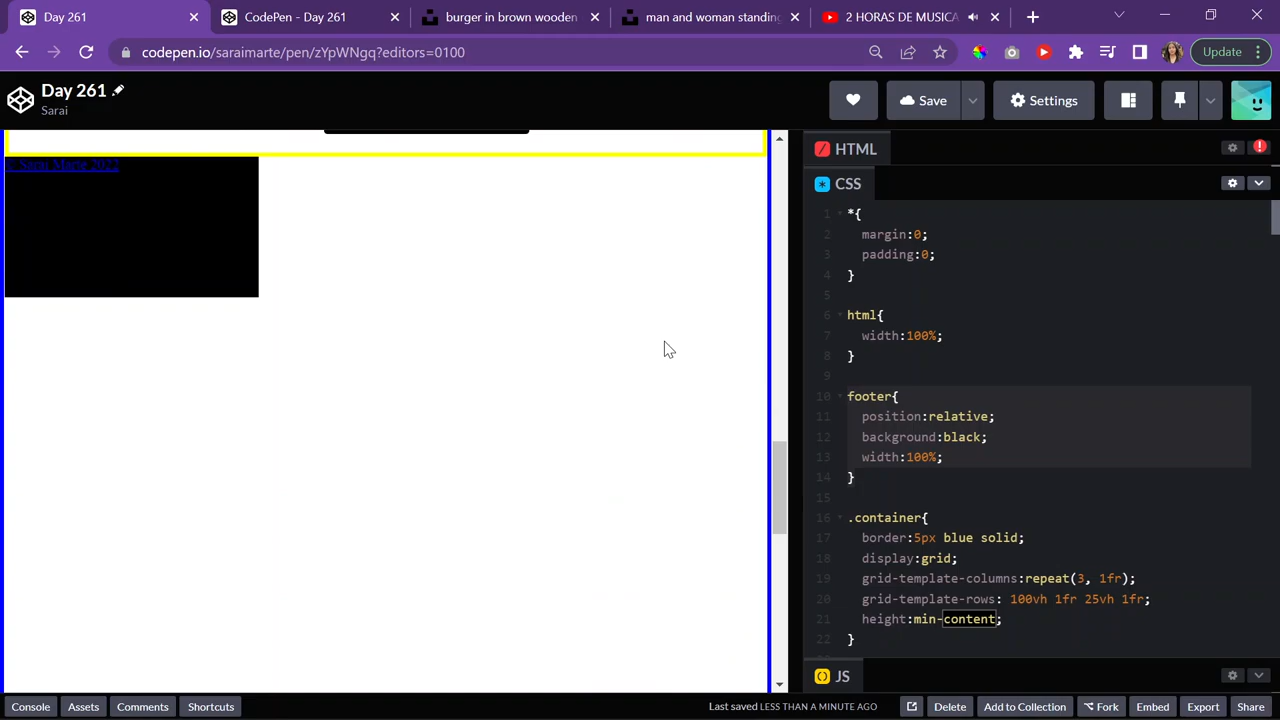 Day 261
CodePen - Day 261
burger in brown wooden
man and woman standing
2 HORAS DE MUSICA
codepen.io/saraimarte/pen/zYpWNgq?editors=0100
Update
Day 261
Sarai
Save
Settings
© Sarai Marte 2022
HTML
CSS
1 *{
2 margin:0;
3 padding:0;
4 }
5
6 html{
7 width:100%;
8 }
9
10 footer{
11 position:relative;
12 background:black;
13 width:100%;
14 }
15
16 .container{
17 border:5px blue solid;
18 display:grid;
19 grid-template-columns:repeat(3, 1fr);
20 grid-template-rows: 100vh 1fr 25vh 1fr;
21 height:min-content;
22 }
JS
Console
Assets
Comments
Shortcuts
Last saved LESS THAN A MINUTE AGO
Delete
Add to Collection
Fork
Embed
Export
Share